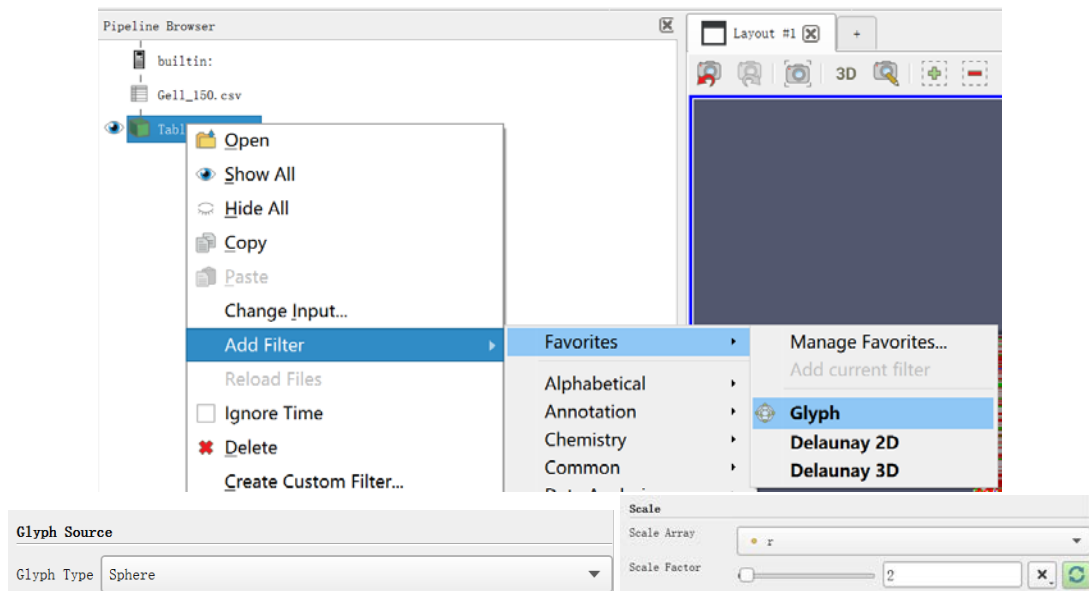 Pipeline Browser
Layout #1
+
builtin:
3D
Gell_150.csv
Tabl
Open
Show All
Hide All
Copy
Paste
Change Input...
Add Filter
Reload Files
Ignore Time
Delete
Create Custom Filter...
Favorites
Alphabetical
Annotation
Chemistry
Common
Manage Favorites...
Add current filter
Glyph
Delaunay 2D
Delaunay 3D
Glyph Source
Glyph Type Sphere
Scale
Scale Array r
Scale Factor 2